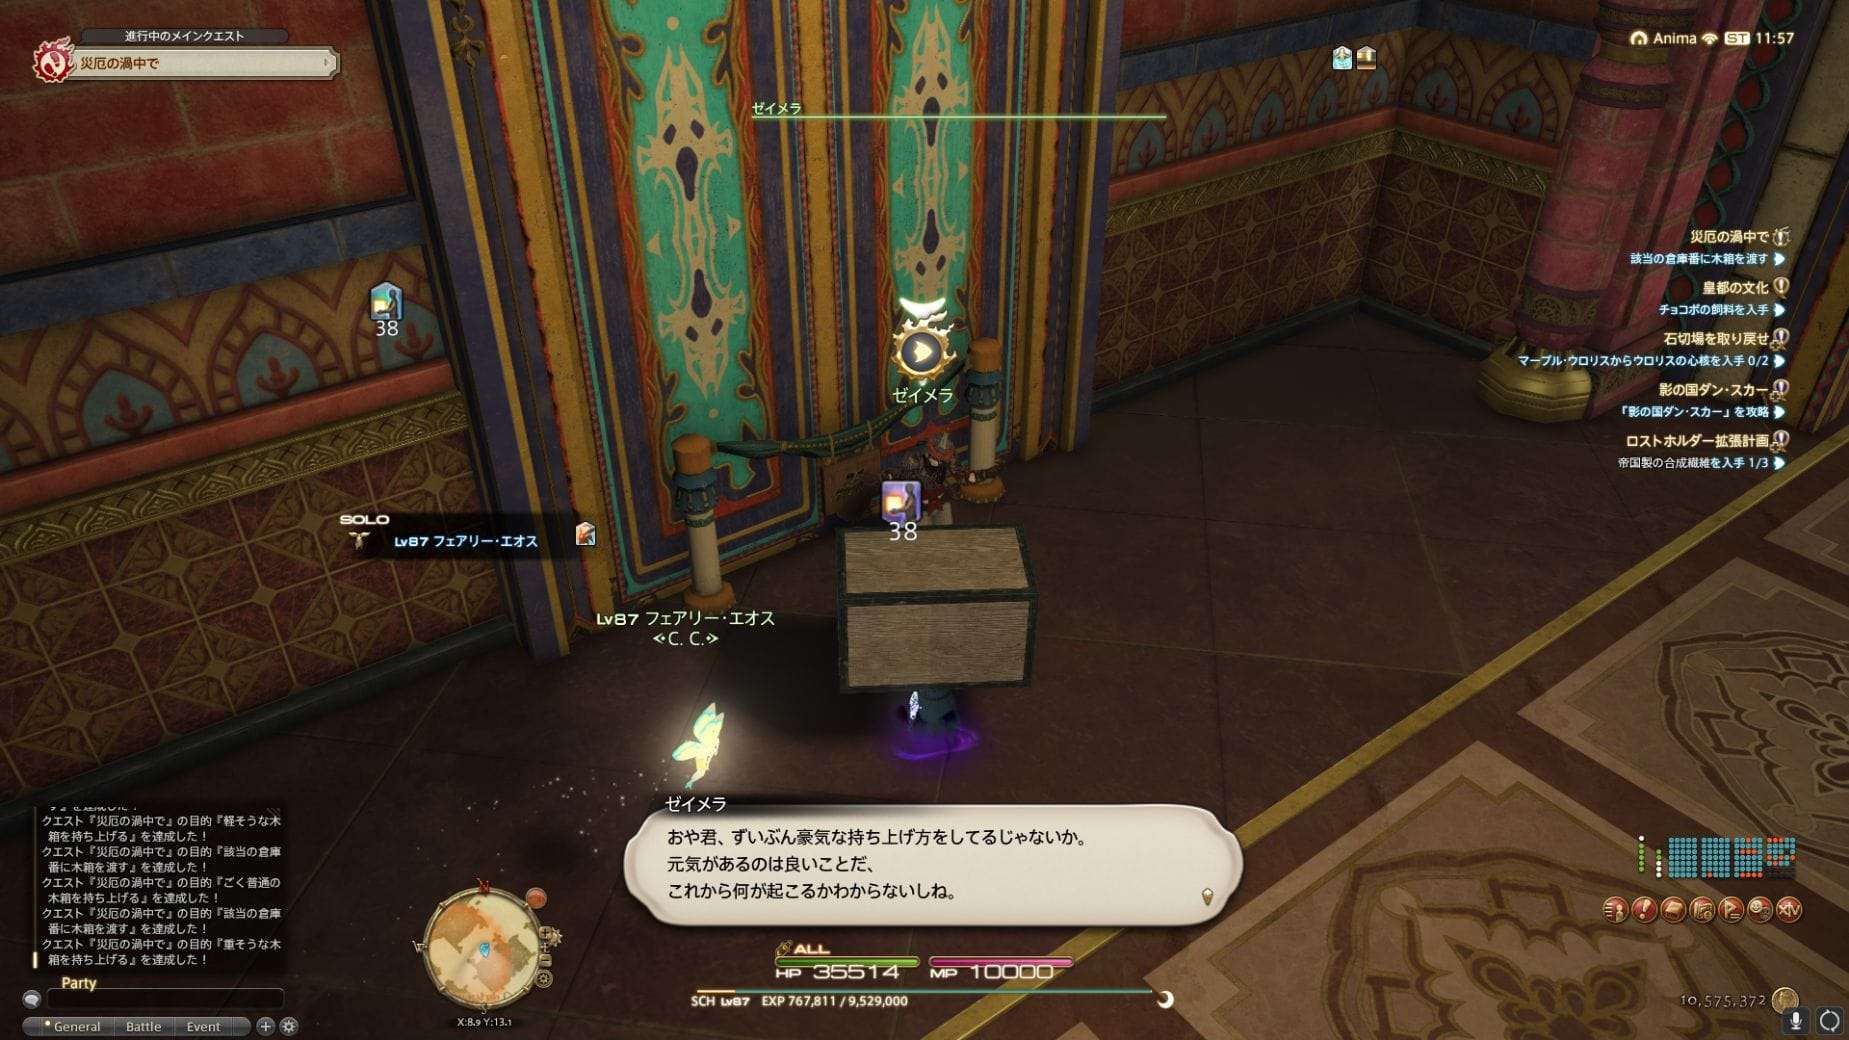 進行中のメインクエスト
災厄の渦中で
Anima ST 11:57
ゼイメラ
災厄の渦中で
該当の倉庫番に木箱を渡す
皇都の文化
チョコボの飼料を入手
石切場を取り戻せ
マーブル・ウロリスからウロリスの心核を入手 0/2
影の国ダン・スカー
『影の国ダン・スカー』を攻略
ロストホルダー拡張計画
帝国製の合成繊維を入手 1/3
38
ゼイメラ
38
SOLO
Lv87 フェアリー・エオス
Lv87 フェアリー・エオス
<C. C.>
ゼイメラ
おや君、ずいぶん豪気な持ち上げ方をしてるじゃないか。
元気があるのは良いことだ、
これから何が起こるかわからないしね。
クエスト『災厄の渦中で』の目的『軽そうな木
箱を持ち上げる』を達成した！
クエスト『災厄の渦中で』の目的『該当の倉庫
番に木箱を渡す』を達成した！
クエスト『災厄の渦中で』の目的『ごく普通の
木箱を持ち上げる』を達成した！
クエスト『災厄の渦中で』の目的『該当の倉庫
番に木箱を渡す』を達成した！
クエスト『災厄の渦中で』の目的『重そうな木
箱を持ち上げる』を達成した！
Party
General Battle Event
X:8.9 Y:13.1
ALL
HP 35514 MP 10000
SCH Lv87 EXP 767,811 / 9,529,000
XIV
10,575,372